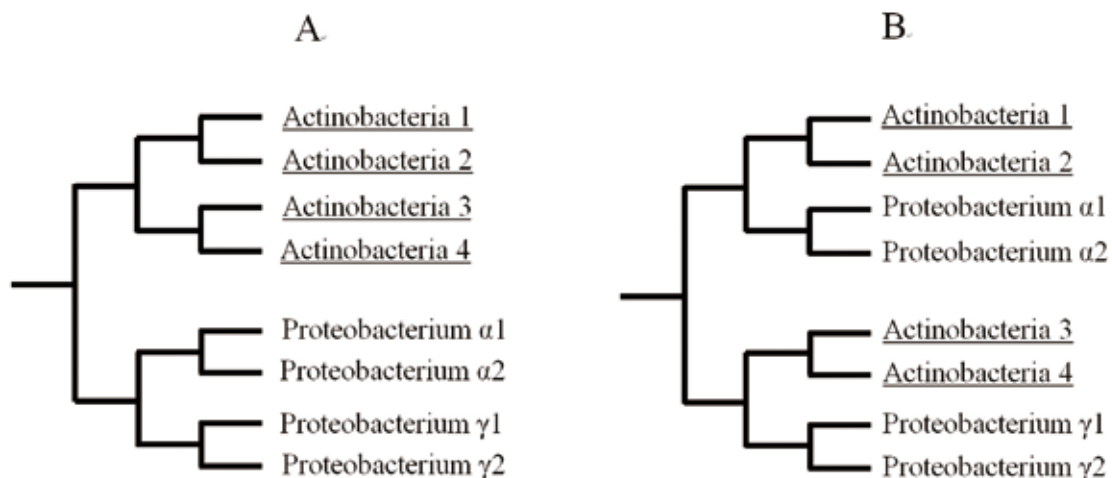 A
Actinobacteria 1
Actinobacteria 2
Actinobacteria 3
Actinobacteria 4
Proteobacterium α1
Proteobacterium α2
Proteobacterium γ1
Proteobacterium γ2
B
Actinobacteria 1
Actinobacteria 2
Proteobacterium α1
Proteobacterium α2
Actinobacteria 3
Actinobacteria 4
Proteobacterium γ1
Proteobacterium γ2